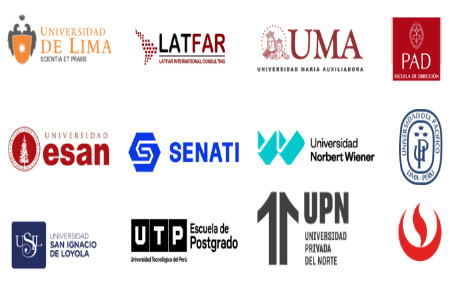 UNIVERSIDAD
DE LIMA
SCIENTIA ET PRAXIS
LATFAR
LATFAR INTERNATIONAL CONSULTING
UMA
UNIVERSIDAD MARIA AUXILIADORA
PAD
ESCUELA DE DIRECCIÓN
UNIVERSIDAD
esan
SENATI
Universidad
Norbert Wiener
UNIVERSIDAD DEL PACIFICO
UP
LIMA - PERU
USIL
UNIVERSIDAD
SAN IGNACIO
DE LOYOLA
UTP
Escuela de
Postgrado
Universidad Tecnológica del Perú
UPN
UNIVERSIDAD
PRIVADA
DEL NORTE